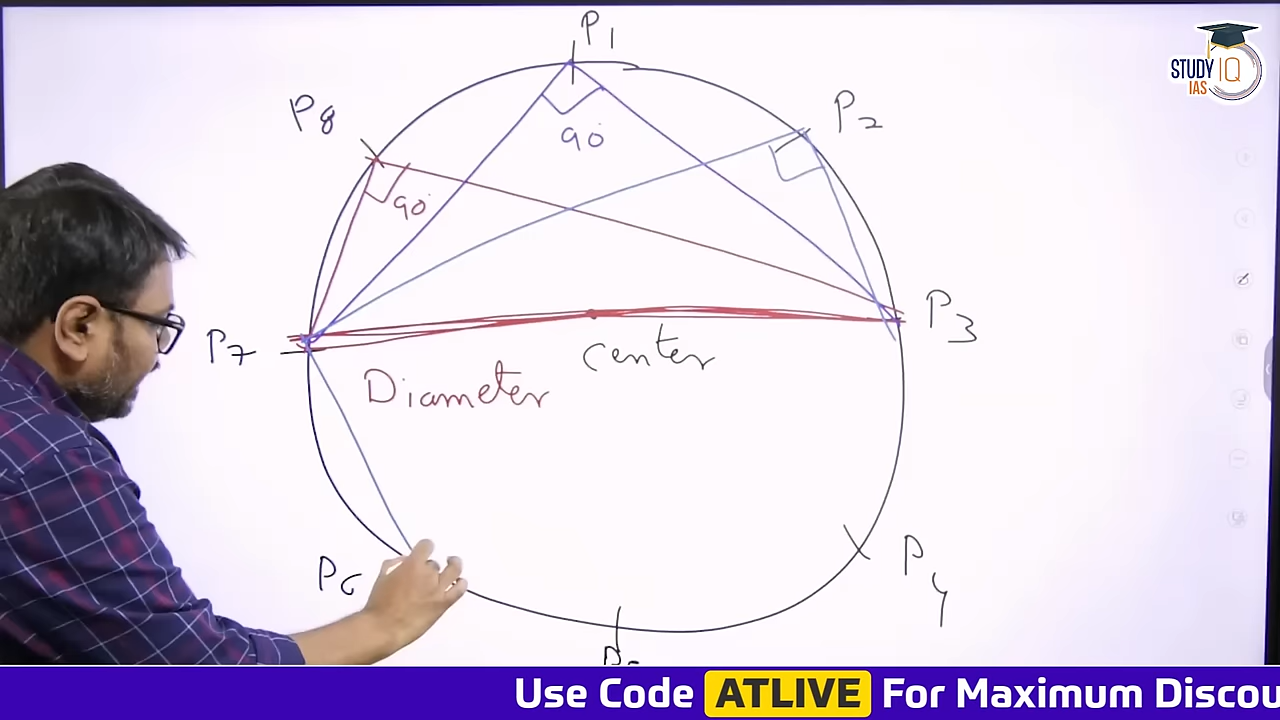 P1
STUDY IQ
IAS
P8
P2
90°
90°
P3
P7
center
Diameter
P6
P4
Use Code ATLIVE For Maximum Discou